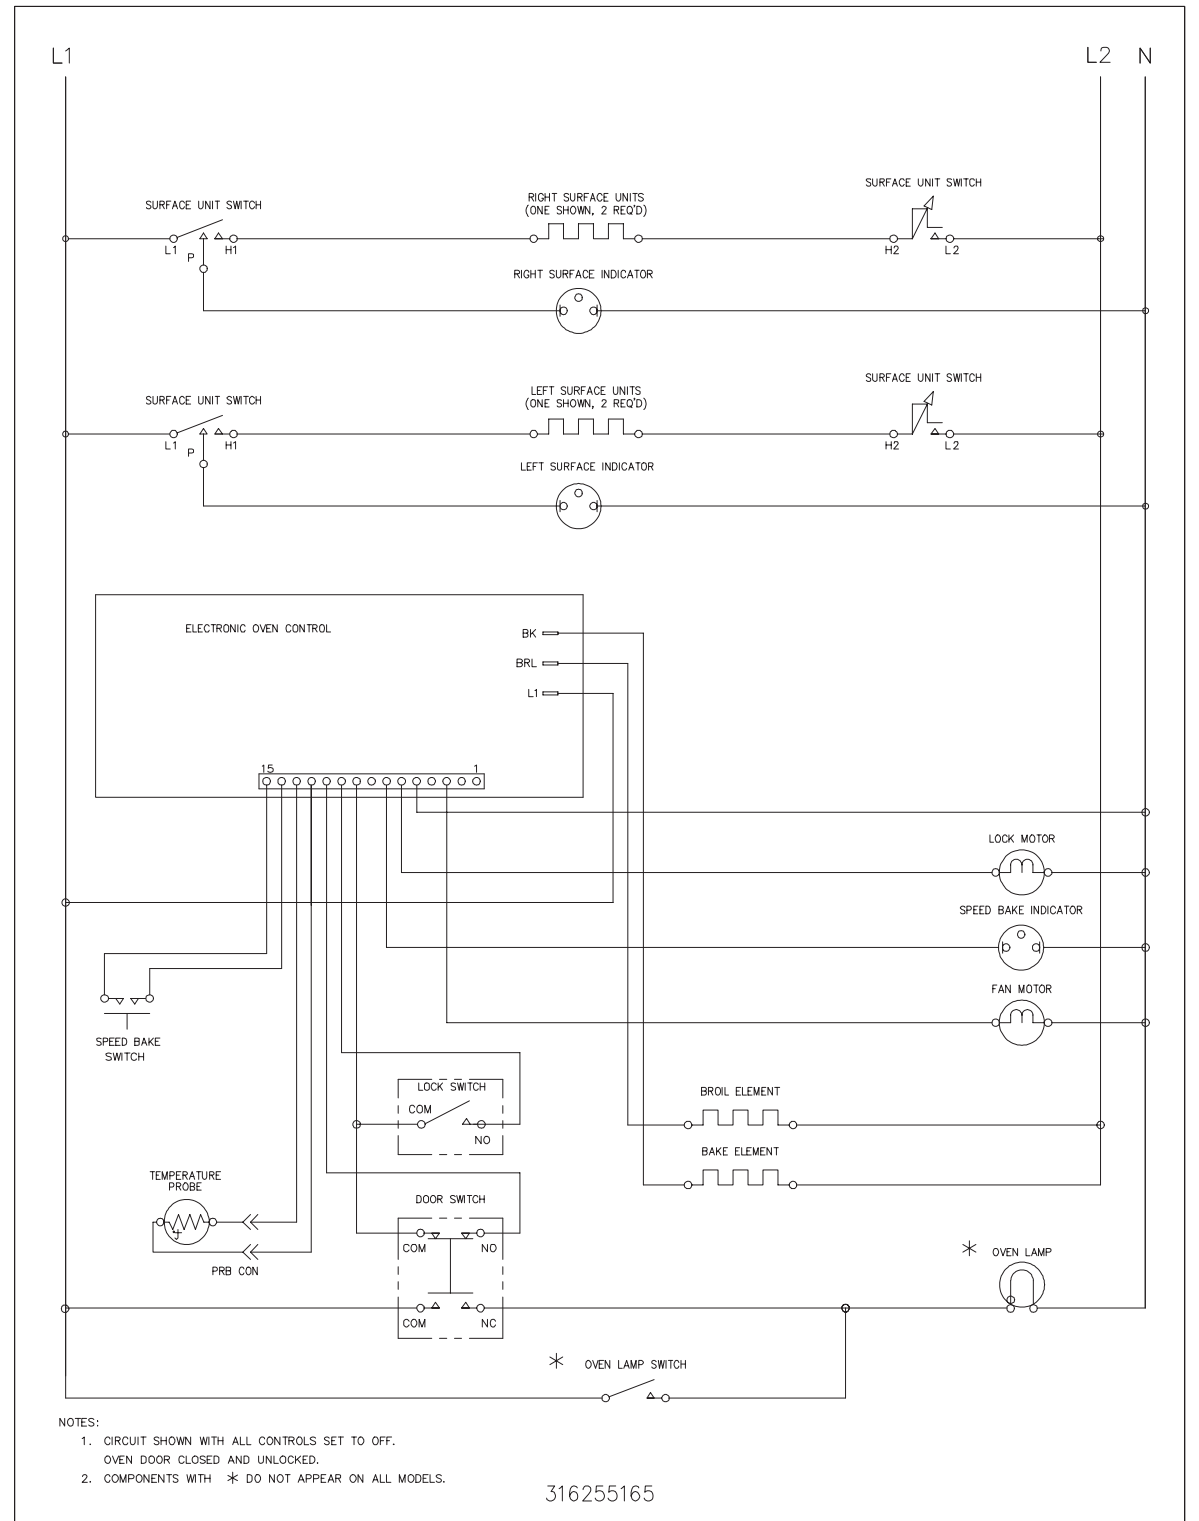 L1
L2 N
SURFACE UNIT SWITCH
RIGHT SURFACE UNITS
(ONE SHOWN, 2 REQ'D)
SURFACE UNIT SWITCH
L1
P
H1
H2
L2
RIGHT SURFACE INDICATOR
SURFACE UNIT SWITCH
LEFT SURFACE UNITS
(ONE SHOWN, 2 REQ'D)
SURFACE UNIT SWITCH
L1
P
H1
H2
L2
LEFT SURFACE INDICATOR
ELECTRONIC OVEN CONTROL
BK
BRL
L1
15
1
LOCK MOTOR
SPEED BAKE INDICATOR
FAN MOTOR
SPEED BAKE
SWITCH
LOCK SWITCH
COM
NO
BROIL ELEMENT
BAKE ELEMENT
TEMPERATURE
PROBE
PRB CON
DOOR SWITCH
COM
NO
COM
NC
* OVEN LAMP
* OVEN LAMP SWITCH
NOTES:
1. CIRCUIT SHOWN WITH ALL CONTROLS SET TO OFF.
OVEN DOOR CLOSED AND UNLOCKED.
2. COMPONENTS WITH * DO NOT APPEAR ON ALL MODELS.
316255165